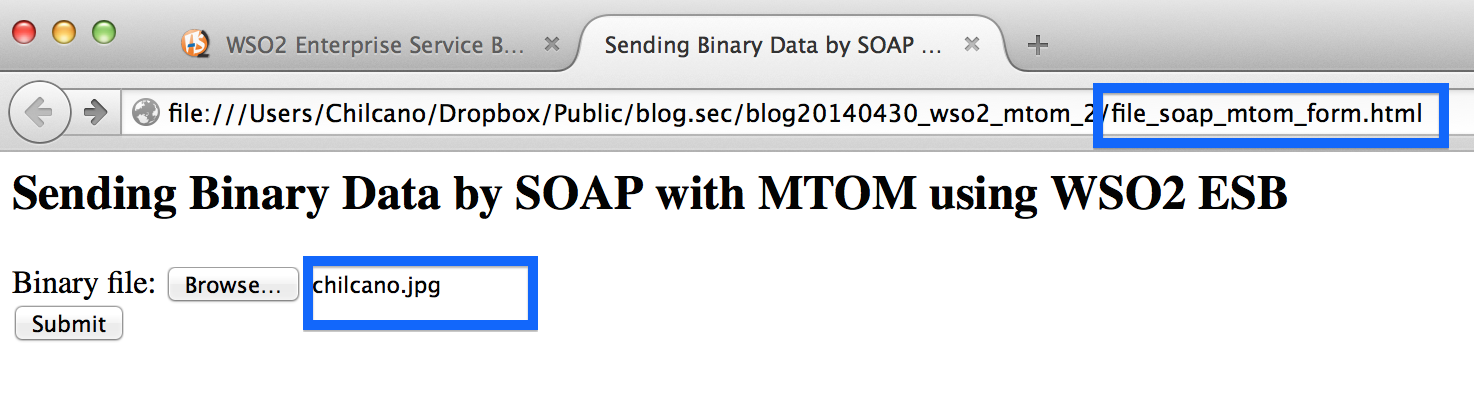 WSO2 Enterprise Service B...
Sending Binary Data by SOAP ...
file:///Users/Chilcano/Dropbox/Public/blog.sec/blog20140430_wso2_mtom_2/file_soap_mtom_form.html
Sending Binary Data by SOAP with MTOM using WSO2 ESB
Binary file: Browse... chilcano.jpg
Submit